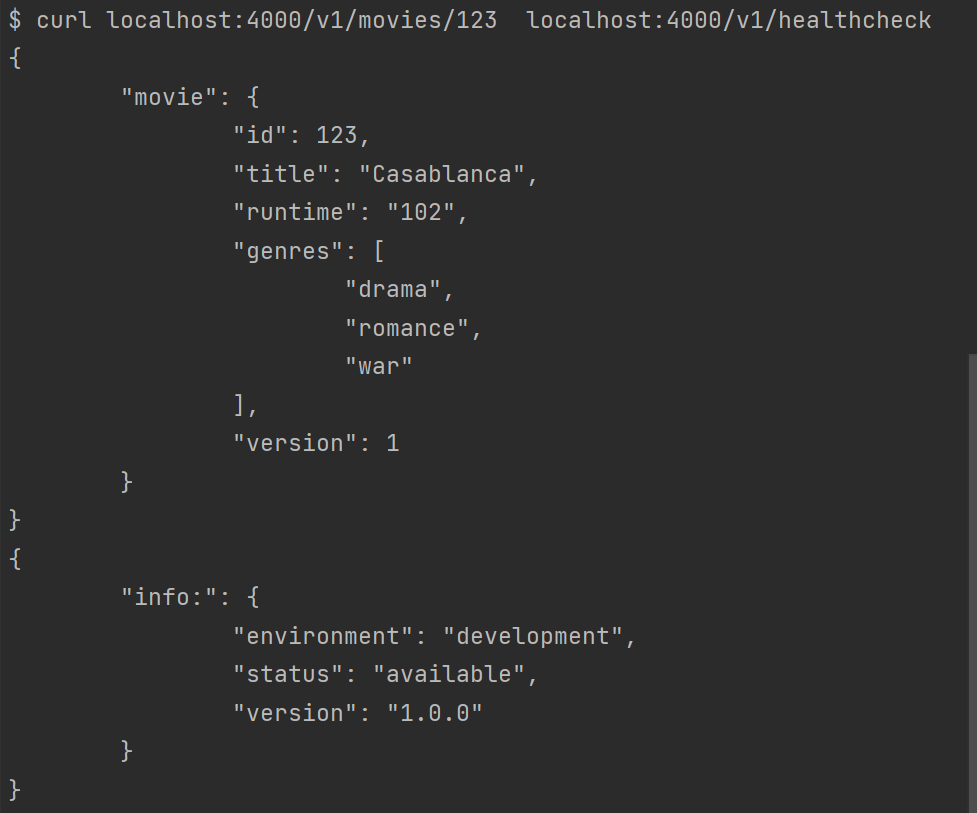 $ curl localhost:4000/v1/movies/123  localhost:4000/v1/healthcheck
{
        "movie": {
                "id": 123,
                "title": "Casablanca",
                "runtime": "102",
                "genres": [
                        "drama",
                        "romance",
                        "war"
                ],
                "version": 1
        }
}
{
        "info:": {
                "environment": "development",
                "status": "available",
                "version": "1.0.0"
        }
}